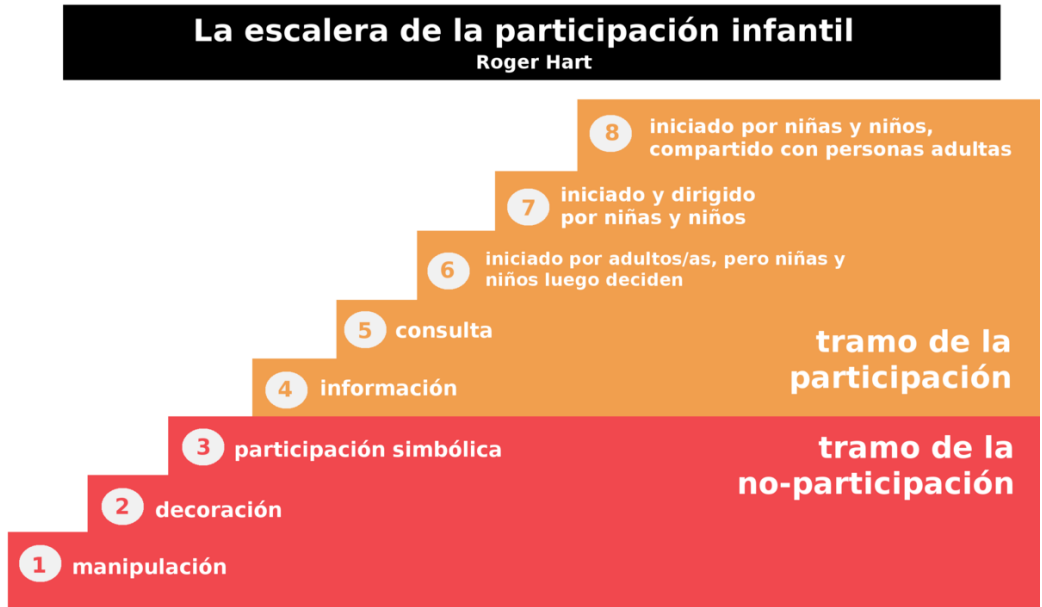 La escalera de la participación infantil
Roger Hart
8 iniciado por niñas y niños,
compartido con personas adultas
7 iniciado y dirigido
por niñas y niños
6 iniciado por adultos/as, pero niñas y
niños luego deciden
5 consulta
4 información
tramo de la
participación
3 participación simbólica
2 decoración
1 manipulación
tramo de la
no-participación